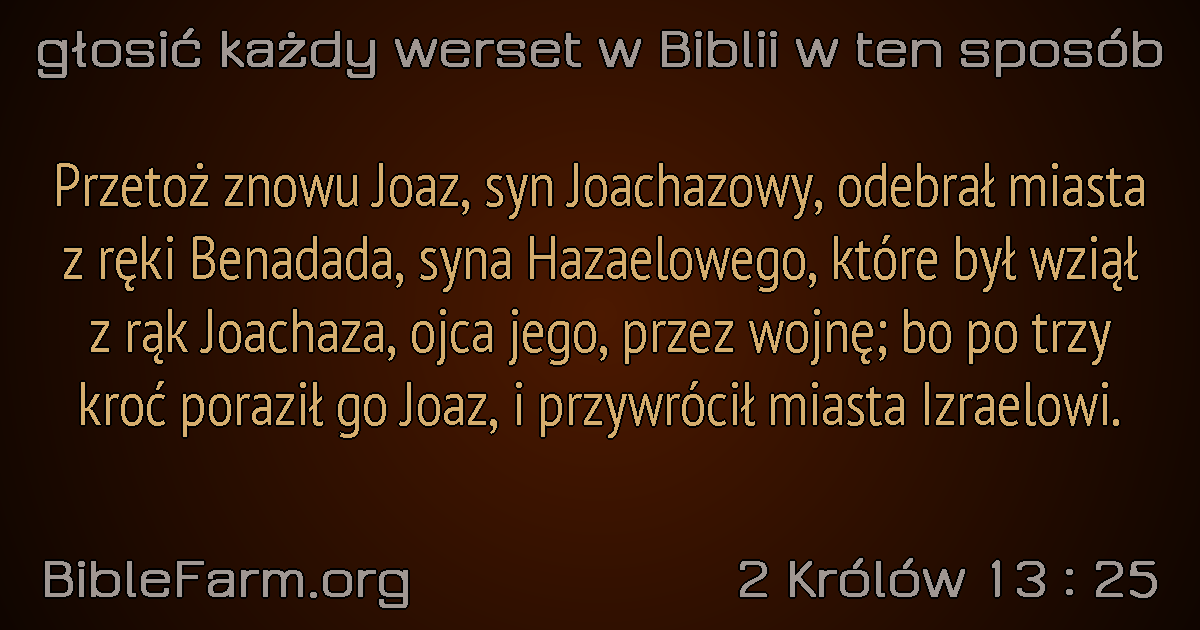 głosić każdy werset w Biblii w ten sposób
Przetoż znowu Joaz, syn Joachazowy, odebrał miasta
z ręki Benadada, syna Hazaelowego, które był wziął
z rąk Joachaza, ojca jego, przez wojnę; bo po trzy
kroć poraził go Joaz, i przywrócił miasta Izraelowi.
BibleFarm.org
2 Królów 13 : 25